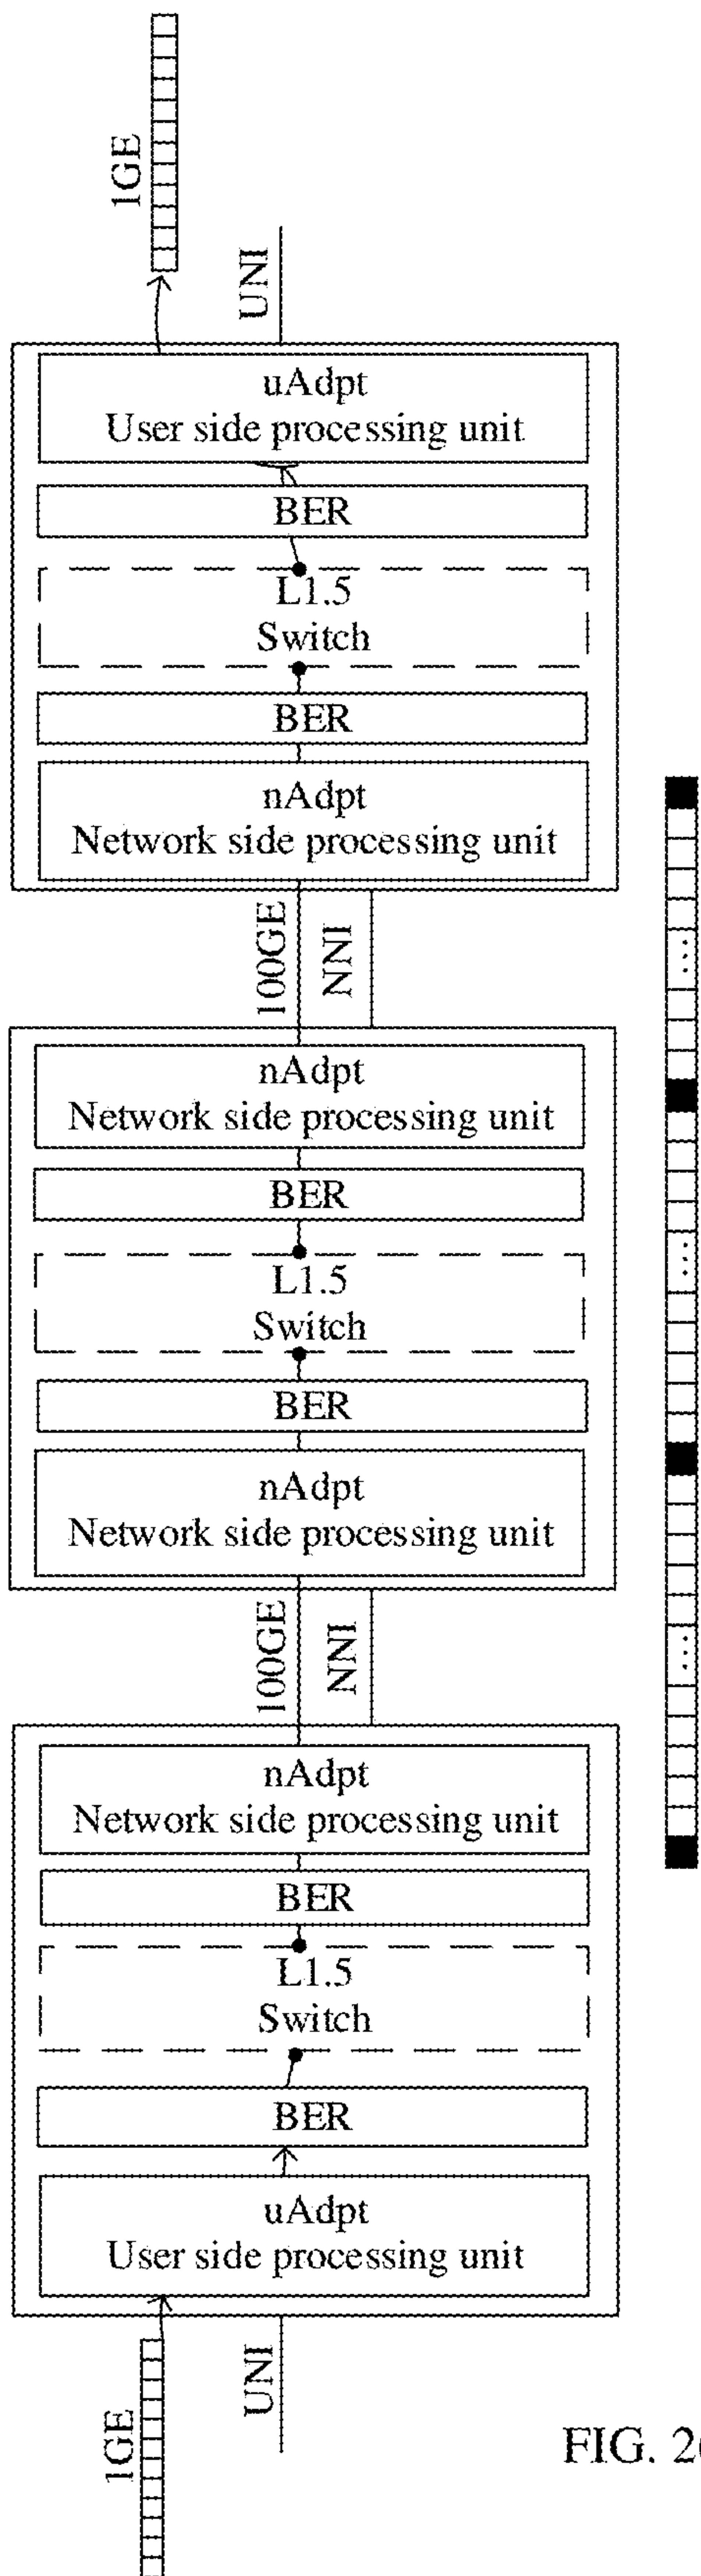 1GE
UNI
uAdpt
User side processing unit
BER
L1.5
Switch
BER
nAdpt
Network side processing unit
100GE
NNI
nAdpt
Network side processing unit
BER
L1.5
Switch
BER
nAdpt
Network side processing unit
100GE
NNI
nAdpt
Network side processing unit
BER
L1.5
Switch
BER
uAdpt
User side processing unit
UNI
1GE
FIG.